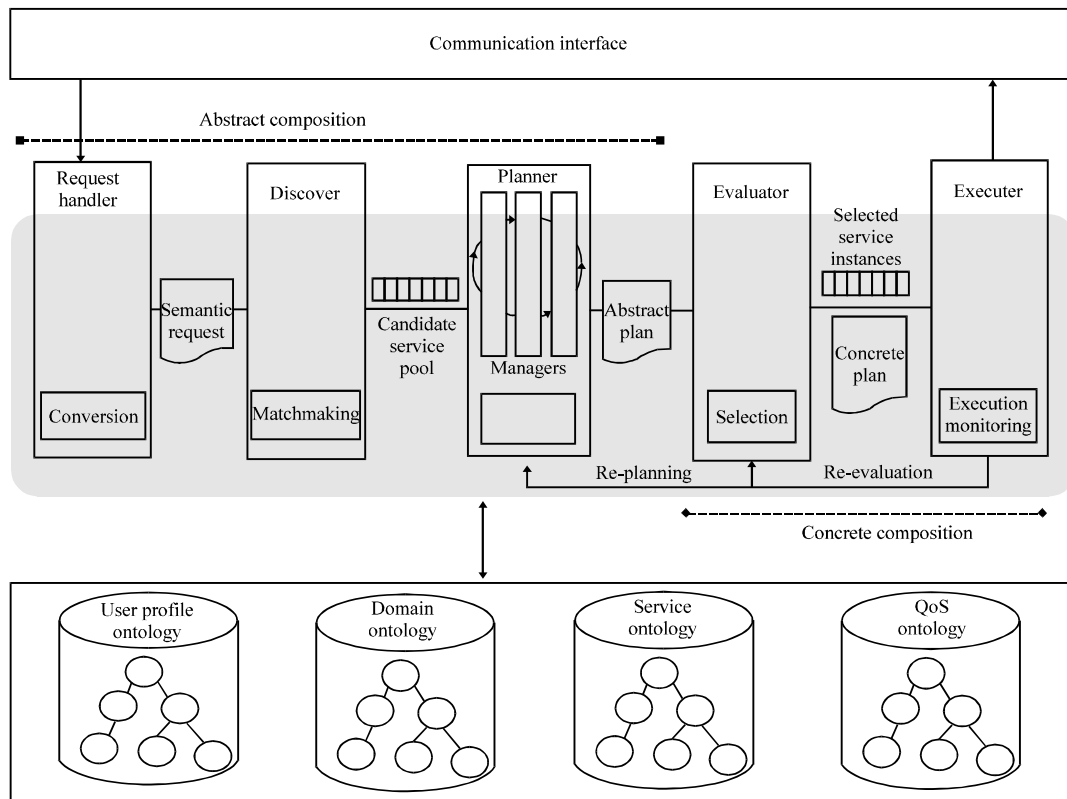 Communication interface
Abstract composition
Request
handler
Discover
Planner
Evaluator
Executer
Selected
service
instances
Semantic
request
Candidate
service
pool
Abstract
plan
Managers
Concrete
plan
Conversion
Matchmaking
Selection
Execution
monitoring
Re-planning
Re-evaluation
Concrete composition
User profile
ontology
Domain
ontology
Service
ontology
QoS
ontology